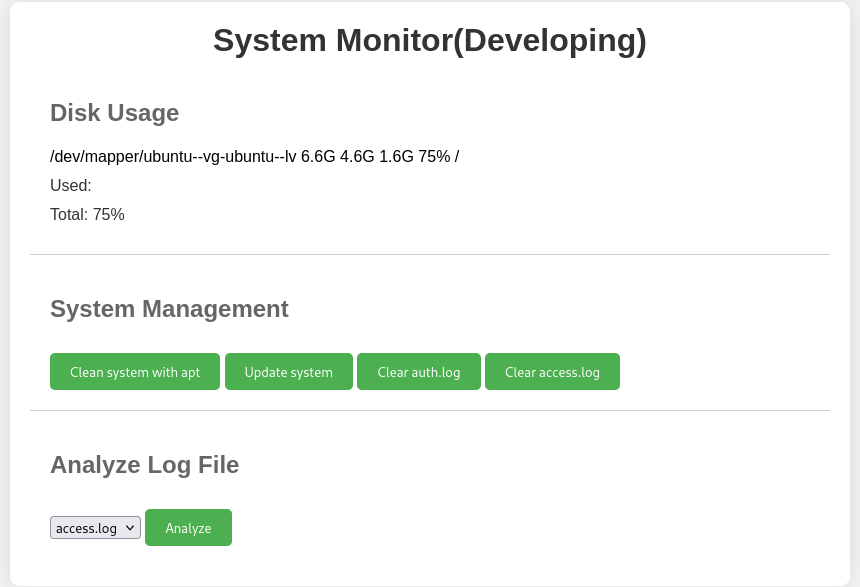 System Monitor(Developing)
Disk Usage
/dev/mapper/ubuntu--vg-ubuntu--lv 6.6G 4.6G 1.6G 75% /
Used:
Total: 75%
System Management
Clean system with apt Update system Clear auth.log Clear access.log
Analyze Log File
access.log Analyze